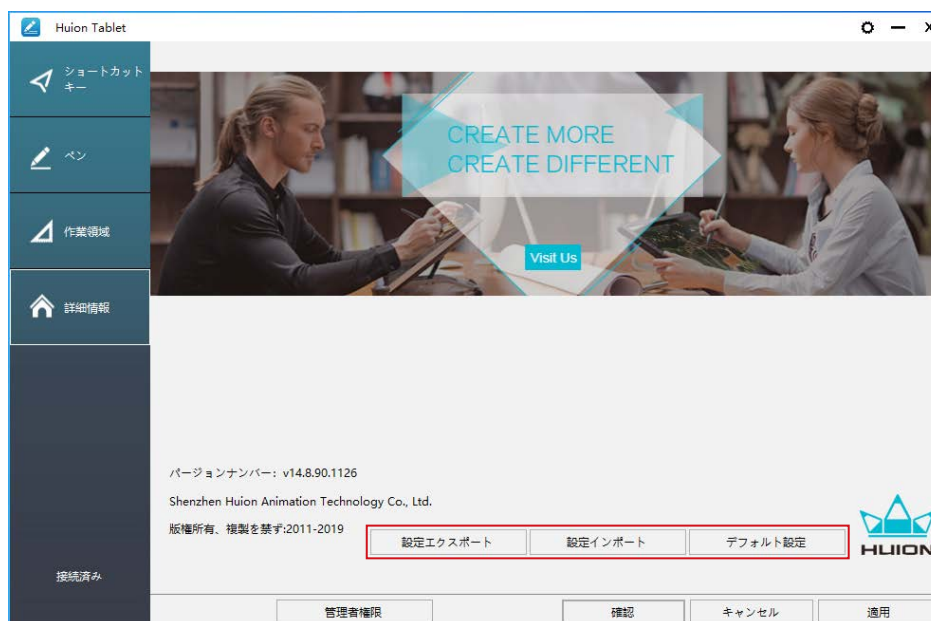 Huion Tablet
ショートカット
キー
ペン
作業領域
詳細情報
接続済み
CREATE MORE
CREATE DIFFERENT
Visit Us
バージョンナンバー: v14.8.90.1126
Shenzhen Huion Animation Technology Co., Ltd.
版権所有、複製を禁ず:2011-2019
設定エクスポート
設定インポート
デフォルト設定
HUION
管理者権限
確認
キャンセル
適用